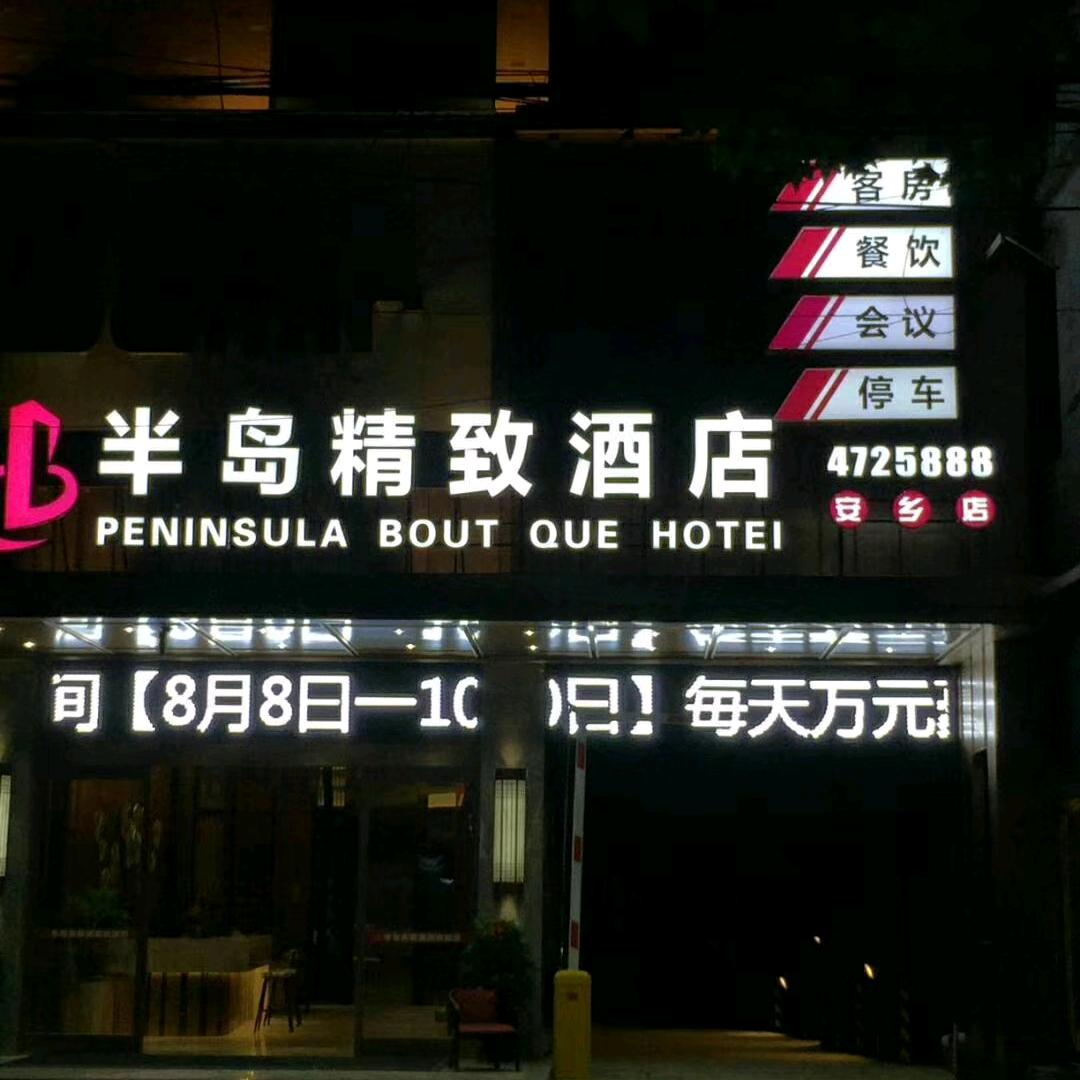 客房
餐饮
会议
停车
半岛精致酒店
4725888
PENINSULA BOUT QUE HOTEI
安乡店
间【8月8日一10 0日】每天万元